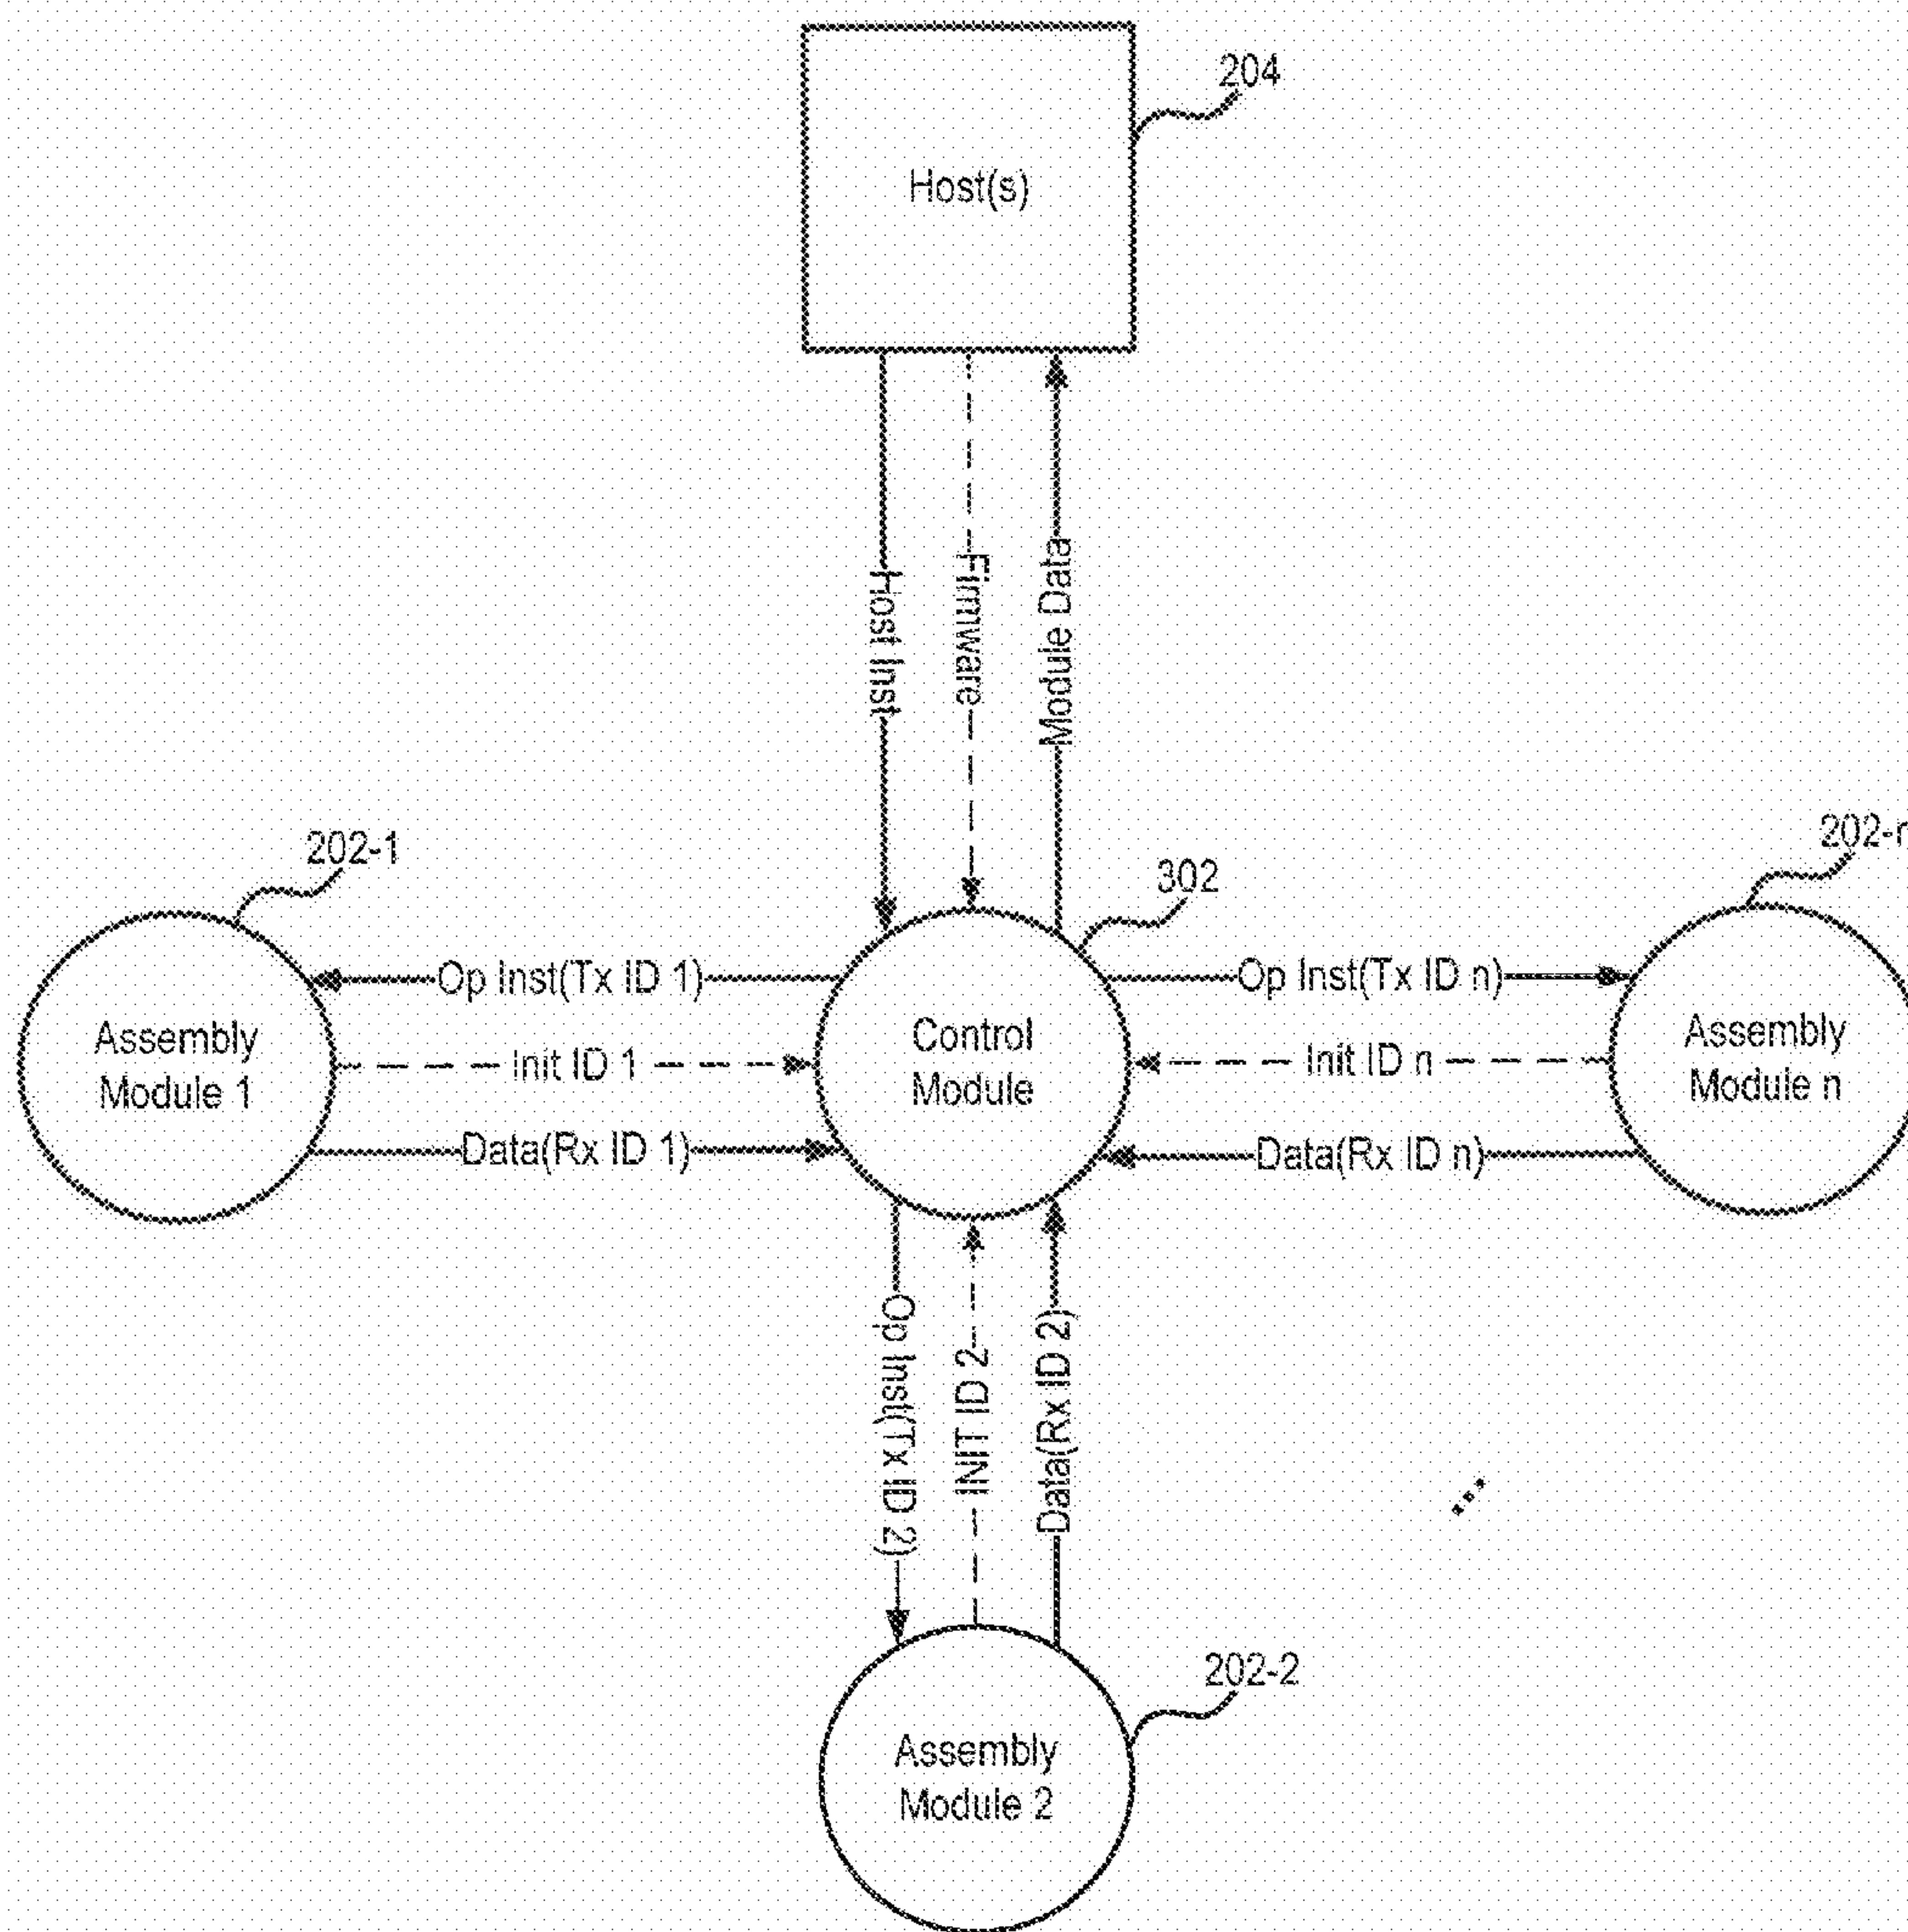 204
Host(s)
Host Inst
Firmware
Module Data
202-1
302
202-n
Op Inst(Tx ID 1)
Op Inst(Tx ID n)
Assembly
Module 1
Init ID 1
Control
Module
Init ID n
Assembly
Module n
Data(Rx ID 1)
Data(Rx ID n)
Op Inst(Tx ID 2)
INIT ID 2
Data(Rx ID 2)
...
202-2
Assembly
Module 2